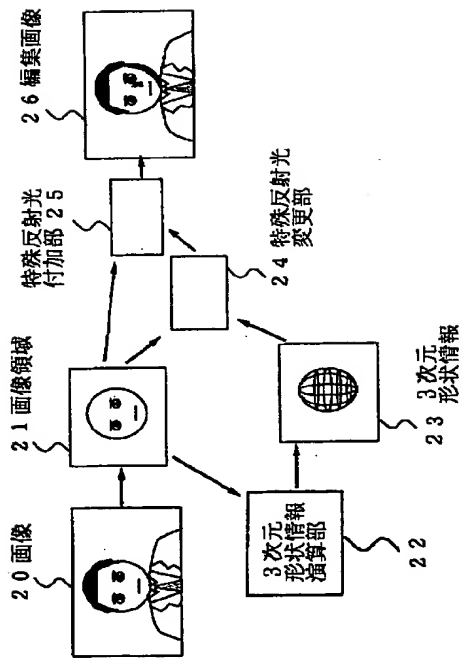 20 画像
21 画像領域
特殊反射光
付加部 25
26 編集画像
3次元
形状情報
演算部
22
3次元
形状情報
23
24 特殊反射光
変更部